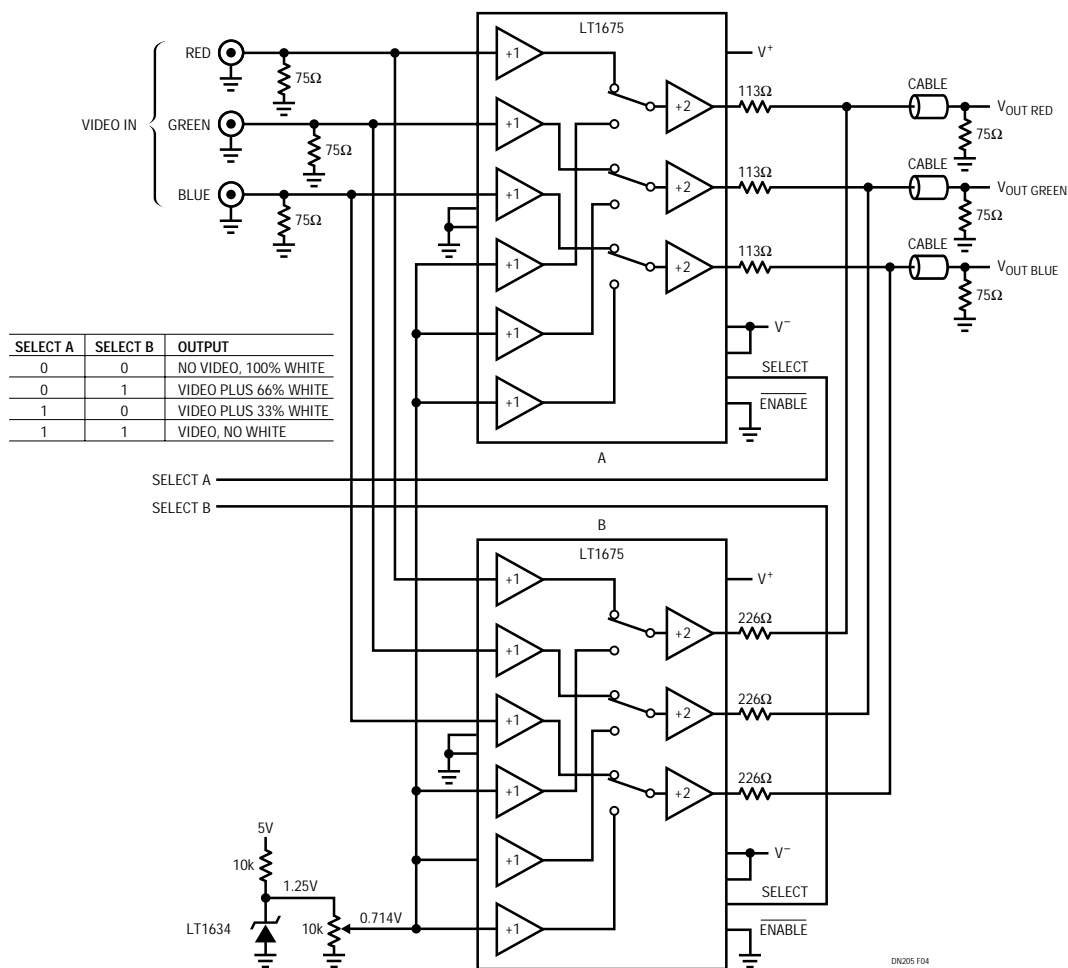 LT1675
RED
+1
V+
75Ω
CABLE
113Ω
+2
VOUT RED
VIDEO IN
GREEN
+1
75Ω
75Ω
CABLE
113Ω
+2
VOUT GREEN
BLUE
+1
75Ω
75Ω
CABLE
113Ω
+2
VOUT BLUE
+1
75Ω
+1
V−
SELECT A SELECT B OUTPUT
0 0 NO VIDEO, 100% WHITE
0 1 VIDEO PLUS 66% WHITE
1 0 VIDEO PLUS 33% WHITE
1 1 VIDEO, NO WHITE
SELECT
+1
ENABLE
A
SELECT A
SELECT B
B
LT1675
+1
V+
226Ω
+2
+1
226Ω
+2
+1
226Ω
+2
+1
5V
10k
+1
V−
1.25V
SELECT
LT1634
10k
0.714V
+1
ENABLE
DN205 F04